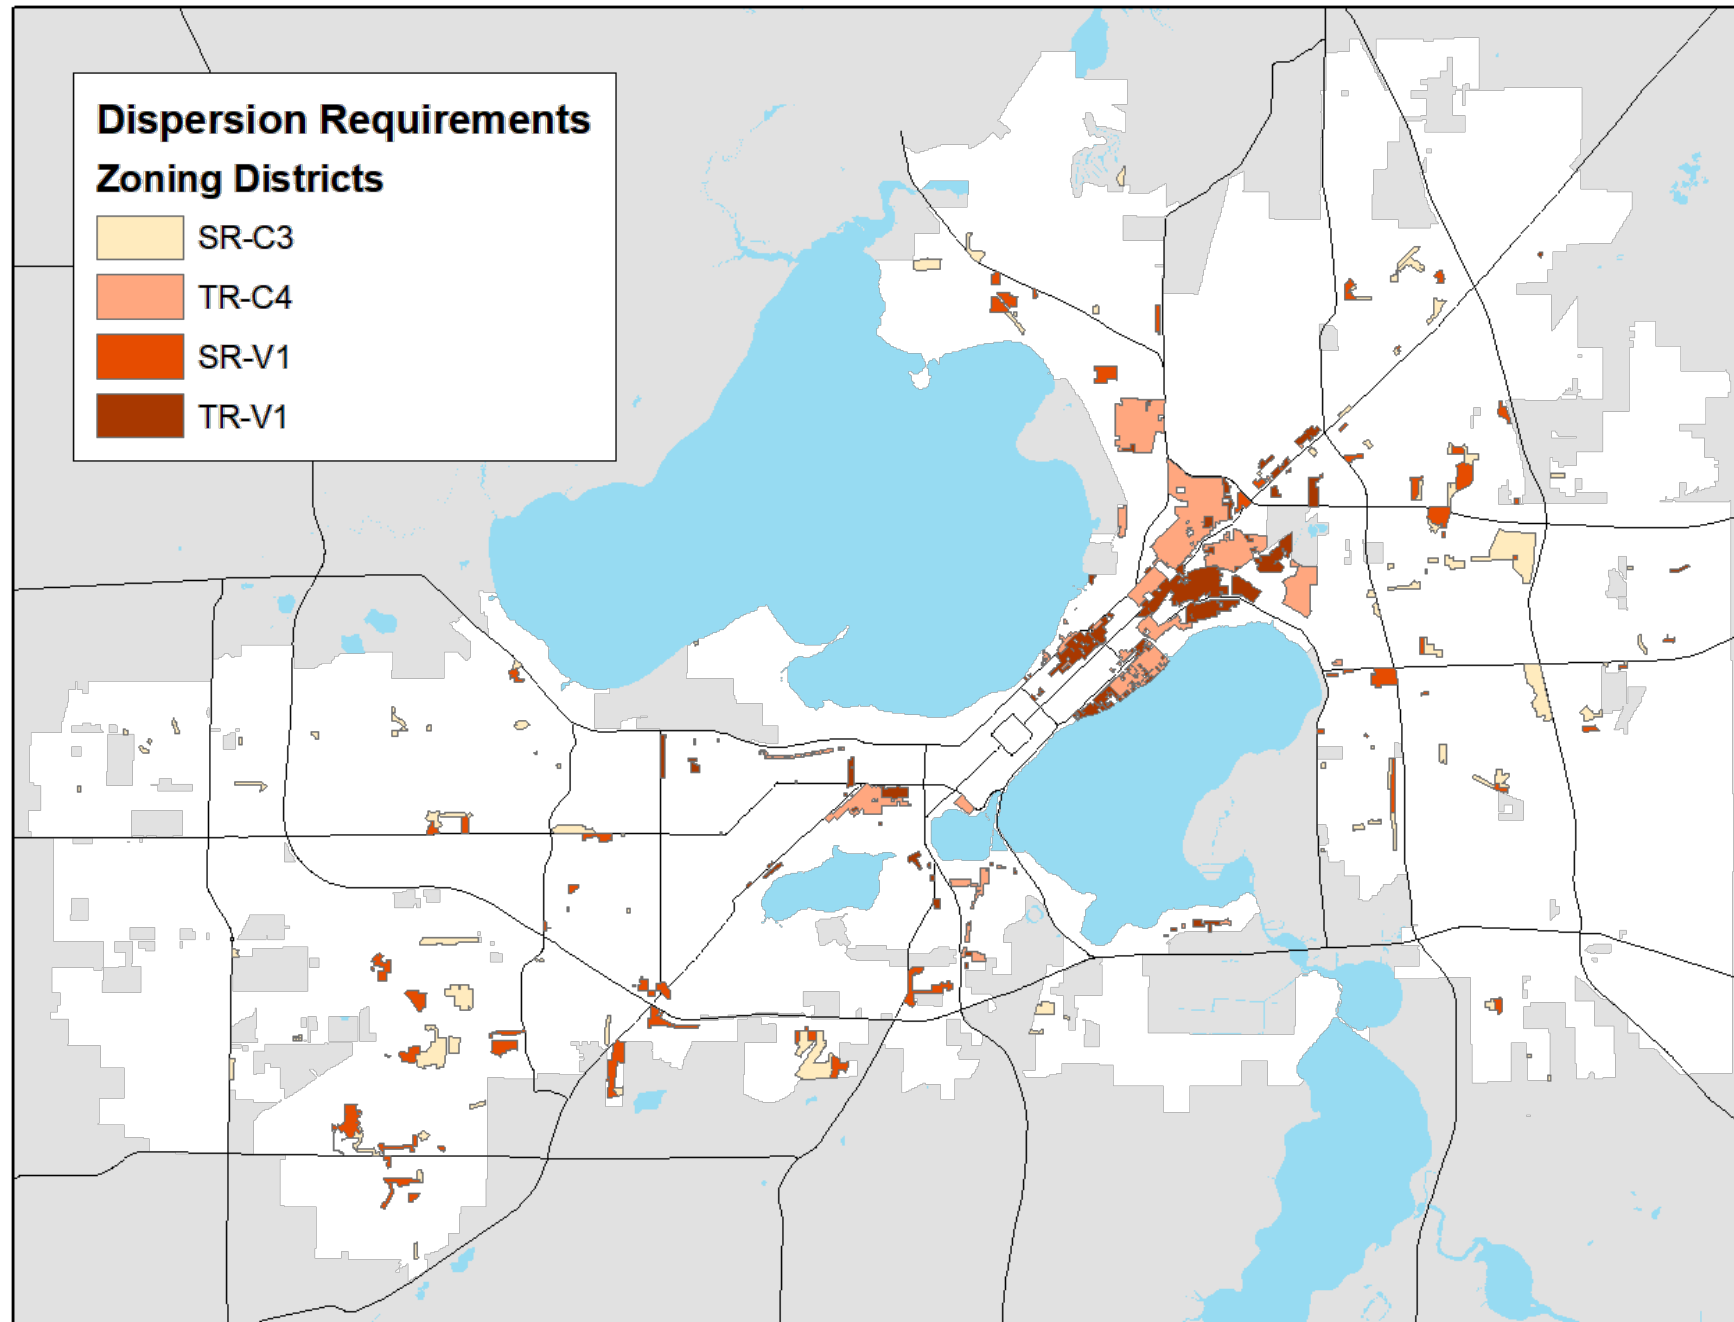 Dispersion Requirements
Zoning Districts
SR-C3
TR-C4
SR-V1
TR-V1